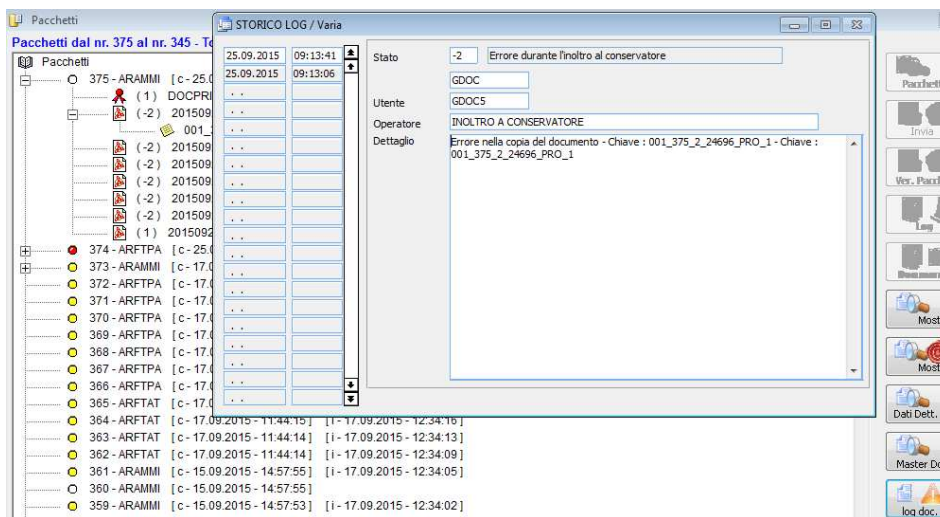 Pacchetti
STORICO LOG / Varia
Pacchetti dal nr. 375 al nr. 345 - To
Pacchetti
375 - ARAMMI [ c - 25.0
(1) DOCPRI
(-2) 201509
001_
(-2) 201509
(-2) 201509
(-2) 201509
(-2) 201509
(-2) 201509
(1) 2015092
374 - ARFTPA [ c - 25.0
373 - ARAMMI [ c - 17.0
372 - ARFTPA [ c - 17.0
371 - ARFTPA [ c - 17.0
370 - ARFTPA [ c - 17.0
369 - ARFTPA [ c - 17.0
368 - ARFTPA [ c - 17.0
367 - ARFTPA [ c - 17.0
366 - ARFTPA [ c - 17.0
365 - ARFTAT [ c - 17.0
364 - ARFTAT [ c - 17.09.2015 - 11:44:15 ] [ i - 17.09.2015 - 12:34:16 ]
363 - ARFTAT [ c - 17.09.2015 - 11:44:14 ] [ i - 17.09.2015 - 12:34:13 ]
362 - ARFTAT [ c - 17.09.2015 - 11:44:14 ] [ i - 17.09.2015 - 12:34:09 ]
361 - ARAMMI [ c - 15.09.2015 - 14:57:55 ] [ i - 17.09.2015 - 12:34:05 ]
360 - ARAMMI [ c - 15.09.2015 - 14:57:55 ]
359 - ARAMMI [ c - 15.09.2015 - 14:57:53 ] [ i - 17.09.2015 - 12:34:02 ]
25.09.2015 09:13:41
25.09.2015 09:13:06
Stato -2 Errore durante l'inoltro al conservatore
GDOC
Utente GDOC5
Operatore INOLTRO A CONSERVATORE
Dettaglio Errore nella copia del documento - Chiave : 001_375_2_24696_PRO_1 - Chiave :
001_375_2_24696_PRO_1
Pacchet
Invia
Ver. Pacch
Log
Documen
Most
Most
Dati Dett.
Master Do
log doc.